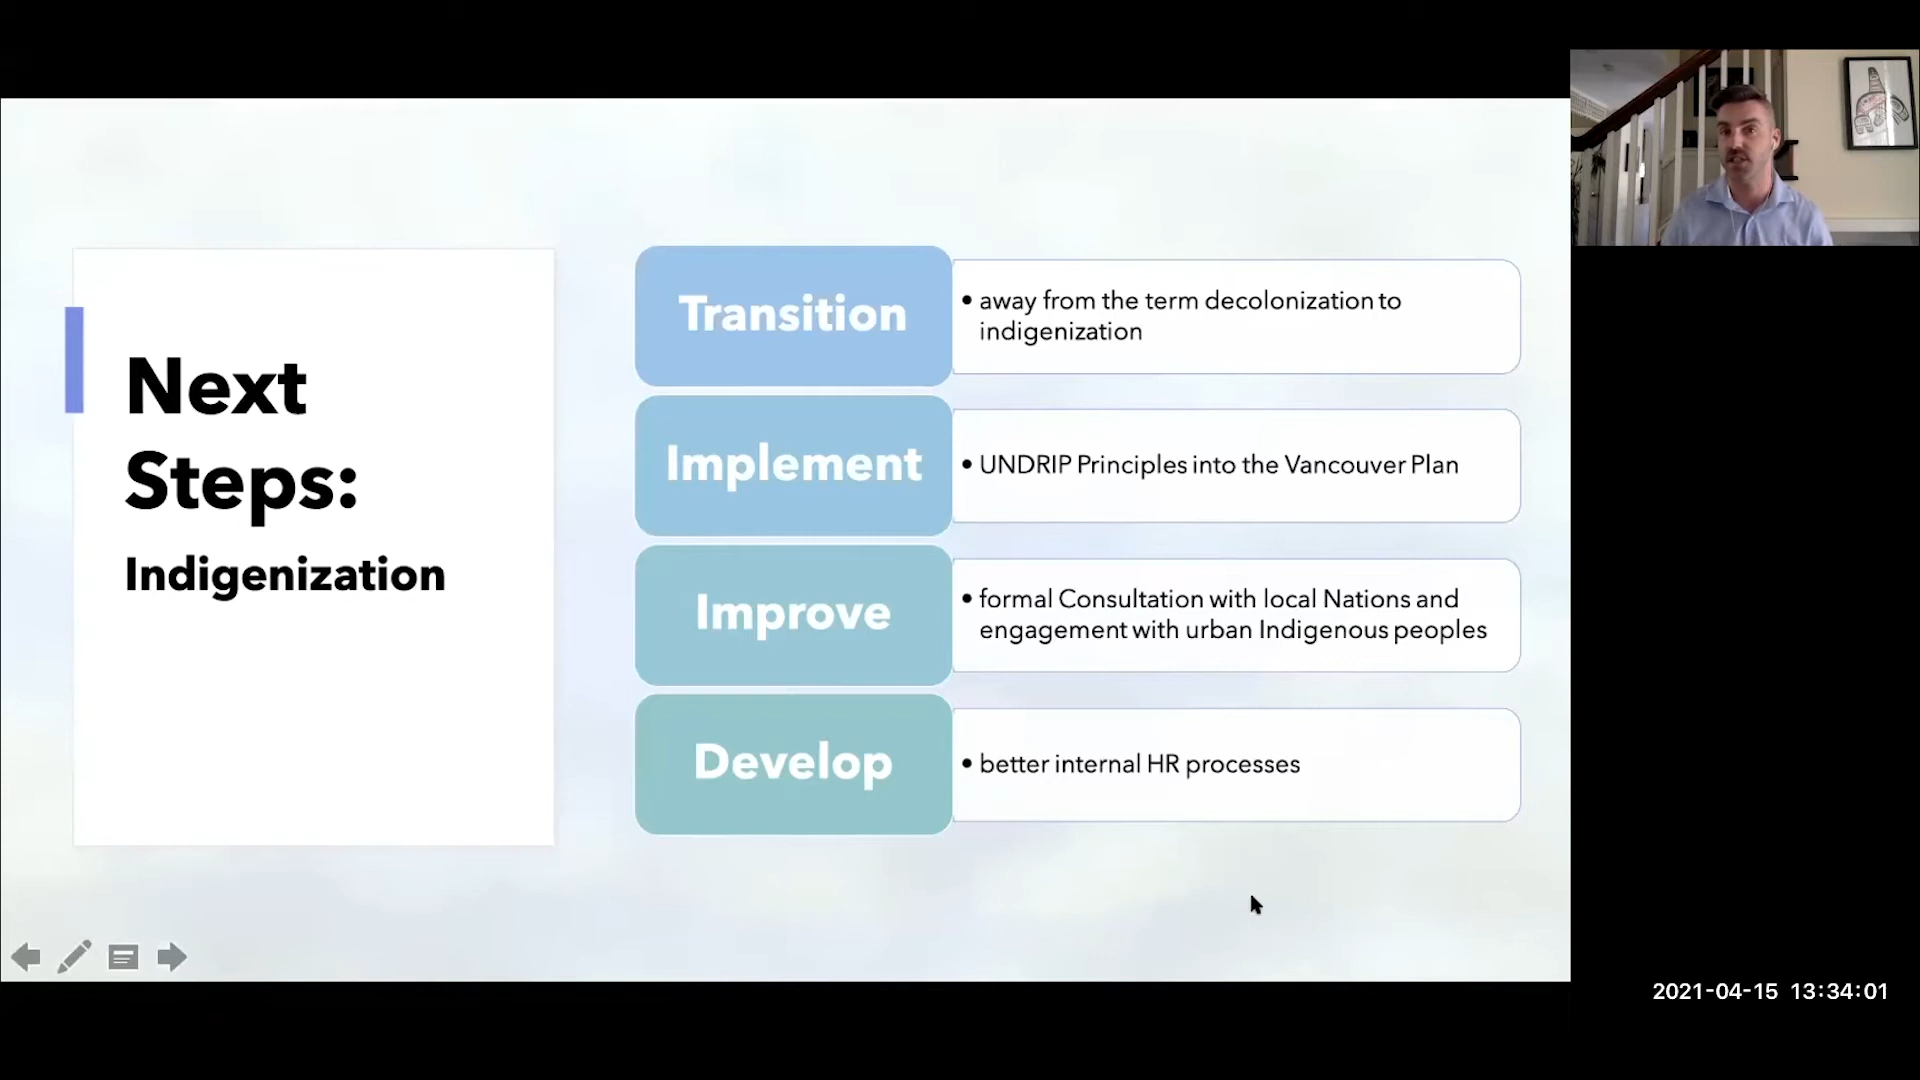 Next
Steps:
Indigenization
Transition
• away from the term decolonization to
indigenization
Implement
• UNDRIP Principles into the Vancouver Plan
Improve
• formal Consultation with local Nations and
engagement with urban Indigenous peoples
Develop
• better internal HR processes
2021-04-15 13:34:01